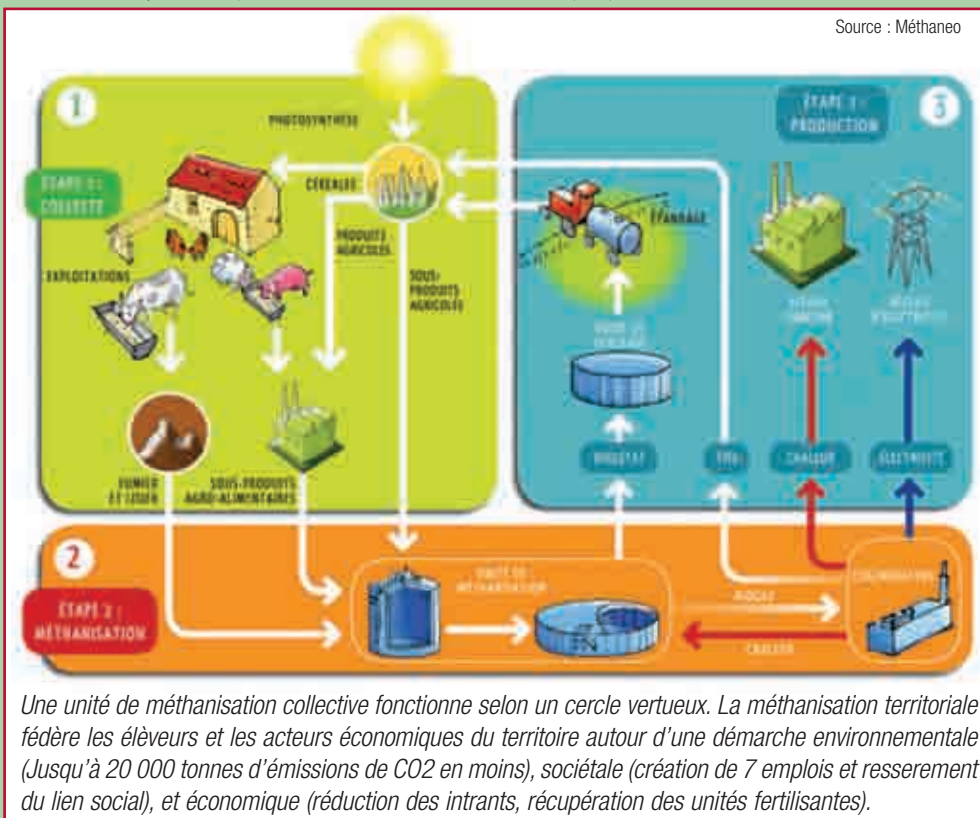 Source : Méthaneo
1
PHOTOSYNTHÈSE
ÉTAPE 1 :
COLLECTE
CÉRÉALES
EXPLOITATIONS
PRODUITS
AGRICOLES
SOUS-
PRODUITS
AGRICOLES
FUMIER
ET LISIER
SOUS-PRODUITS
AGRO-ALIMENTAIRES
3
ÉTAPE 3 :
PRODUCTION
ÉPANDAGE
DIGESTAT
CHALEUR
ÉLECTRICITÉ
2
ÉTAPE 2 :
MÉTHANISATION
UNITÉ DE
MÉTHANISATION
BIOGAZ
CHALEUR
Une unité de méthanisation collective fonctionne selon un cercle vertueux. La méthanisation territoriale
fédère les élèveurs et les acteurs économiques du territoire autour d'une démarche environnementale
(Jusqu'à 20 000 tonnes d'émissions de CO2 en moins), sociétale (création de 7 emplois et resserement
du lien social), et économique (réduction des intrants, récupération des unités fertilisantes).